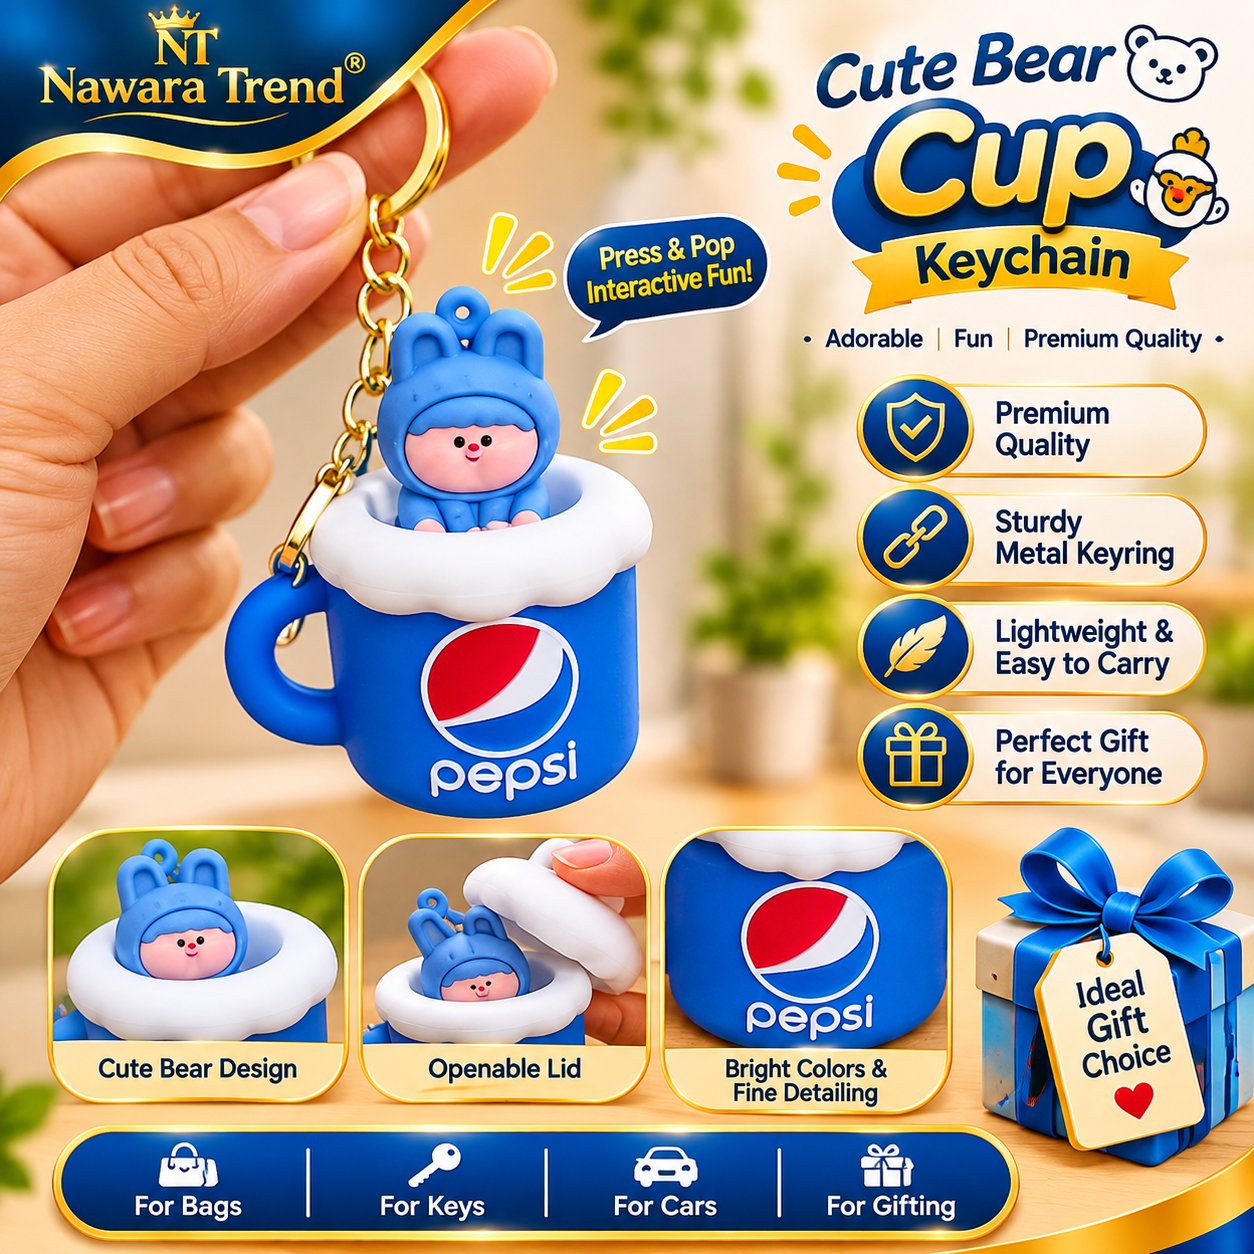 NT
Nawara Trend®
Cute Bear
Cup
Keychain
• Adorable | Fun | Premium Quality •
Press & Pop
Interactive Fun!
Premium
Quality
Sturdy
Metal Keyring
Lightweight &
Easy to Carry
Perfect Gift
for Everyone
pepsi
pepsi
Cute Bear Design
Openable Lid
Bright Colors &
Fine Detailing
Ideal
Gift
Choice
For Bags
For Keys
For Cars
For Gifting